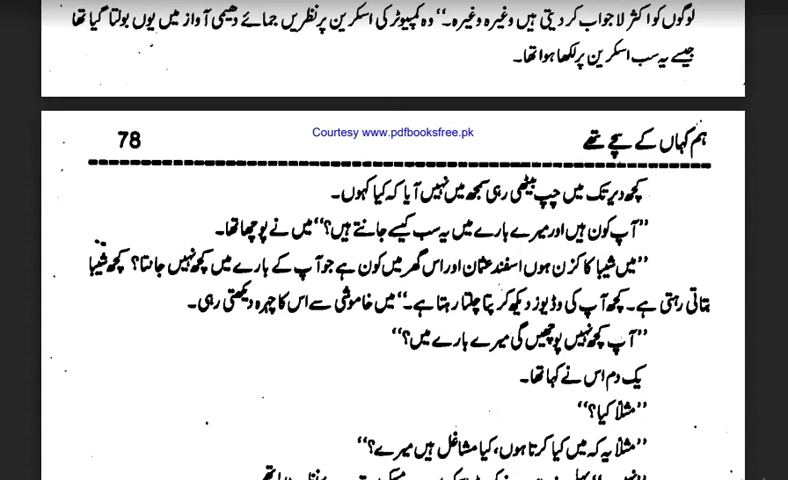 لوگوں کو اکثر لا جواب کر دیتی ہیں وغیرہ وغیرہ۔‘‘ وہ کمپیوٹر کی اسکرین پر نظریں جمائے دھیمی آواز میں یوں بولتا گیا تھا
جیسے یہ سب اسکرین پر لکھا ہوا تھا۔
ہم کہاں کے سچے تھے
Courtesy www.pdfbooksfree.pk
78
کچھ دیر تک میں چپ بیٹھی رہی سمجھ میں نہیں آیا کہ کیا کہوں۔
’’آپ کون ہیں اور میرے بارے میں یہ سب کیسے جانتے ہیں؟‘‘ میں نے پوچھا تھا۔
’’میں شیبا کا کزن ہوں اسفند عثمان اور اس گھر میں کون ہے جو آپ کے بارے میں کچھ نہیں جانتا؟ کچھ شیبا
بتاتی رہتی ہے۔ کچھ آپ کی وڈیوز دیکھ کر پتا چلتا رہتا ہے۔‘‘ میں خاموشی سے اس کا چہرہ دیکھتی رہی۔
’’آپ کچھ نہیں پوچھیں گی میرے بارے میں؟‘‘
یک دم اس نے کہا تھا۔
’’مثلاً کیا؟‘‘
’’مثلاً یہ کہ میں کیا کرتا ہوں، کیا مشاغل ہیں میرے؟‘‘